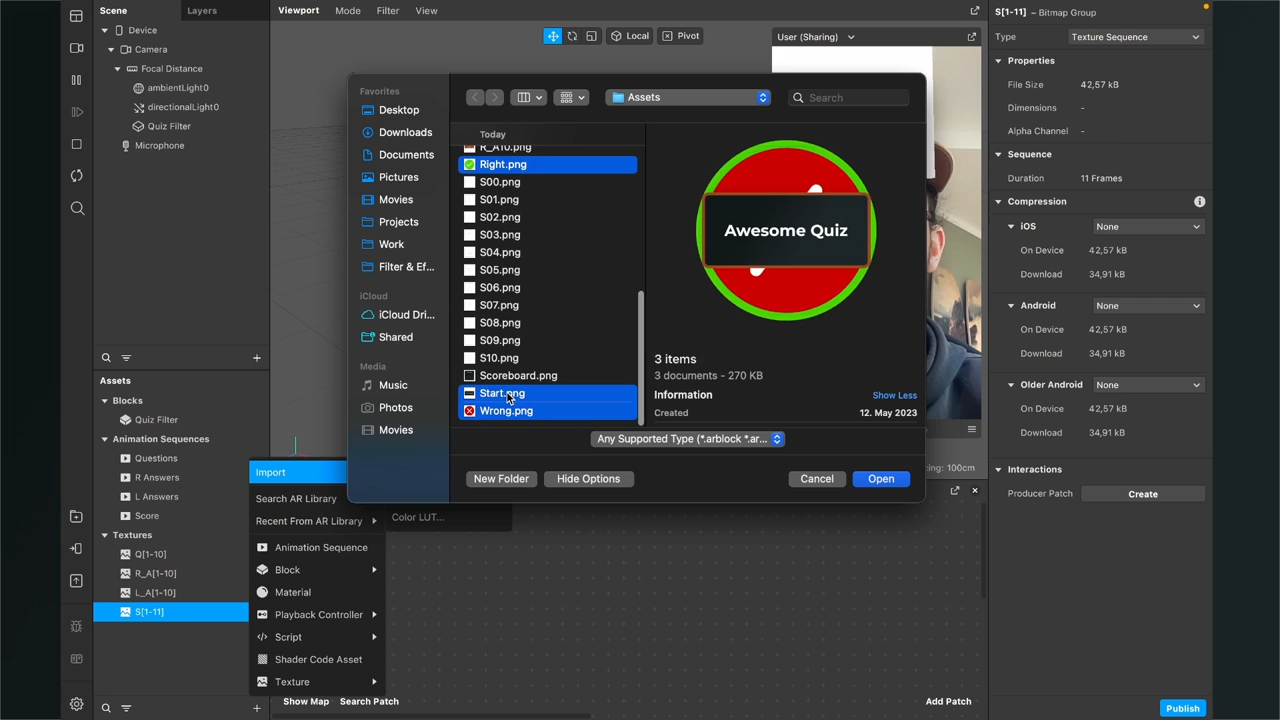 Scene
Layers
Device
Camera
Focal Distance
ambientLight0
directionalLight0
Quiz Filter
Microphone
Assets
Blocks
Quiz Filter
Animation Sequences
Questions
R Answers
L Answers
Score
Textures
Q[1-10]
R_A[1-10]
L_A[1-10]
S[1-11]
Viewport Mode Filter View
Local Pivot
User (Sharing)
Favorites
Desktop
Downloads
Documents
Pictures
Movies
Projects
Work
Filter & Ef...
iCloud
iCloud Dri...
Shared
Media
Music
Photos
Movies
Assets
Search
Today
R_A10.png
Right.png
S00.png
S01.png
S02.png
S03.png
S04.png
S05.png
S06.png
S07.png
S08.png
S09.png
S10.png
Scoreboard.png
Start.png
Wrong.png
Awesome Quiz
3 items
3 documents - 270 KB
Information Show Less
Created 12. May 2023
Any Supported Type (*.arblock *.ar...
New Folder Hide Options Cancel Open
cing: 100cm
Import
Search AR Library
Recent From AR Library
Animation Sequence
Block
Material
Playback Controller
Script
Shader Code Asset
Texture
Color LUT...
Show Map Search Patch Add Patch
S[1-11] – Bitmap Group
Type Texture Sequence
Properties
File Size 42,57 kB
Dimensions -
Alpha Channel -
Sequence
Duration 11 Frames
Compression
iOS None
On Device 42,57 kB
Download 34,91 kB
Android None
On Device 42,57 kB
Download 34,91 kB
Older Android None
On Device 42,57 kB
Download 34,91 kB
Interactions
Producer Patch Create
Publish